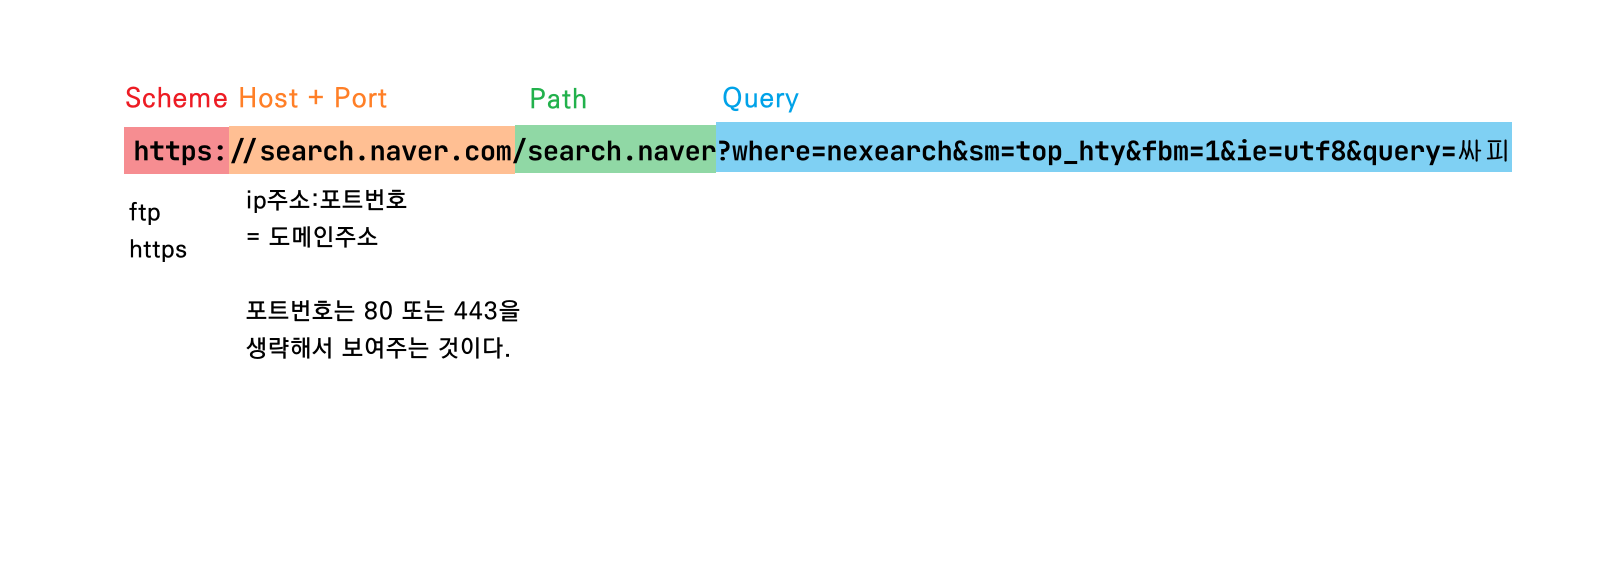 Scheme Host + Port Path Query
https://search.naver.com/search.naver?where=nexearch&sm=top_hty&fbm=1&ie=utf8&query=싸피
ftp
https
ip주소:포트번호
= 도메인주소
포트번호는 80 또는 443을
생략해서 보여주는 것이다.